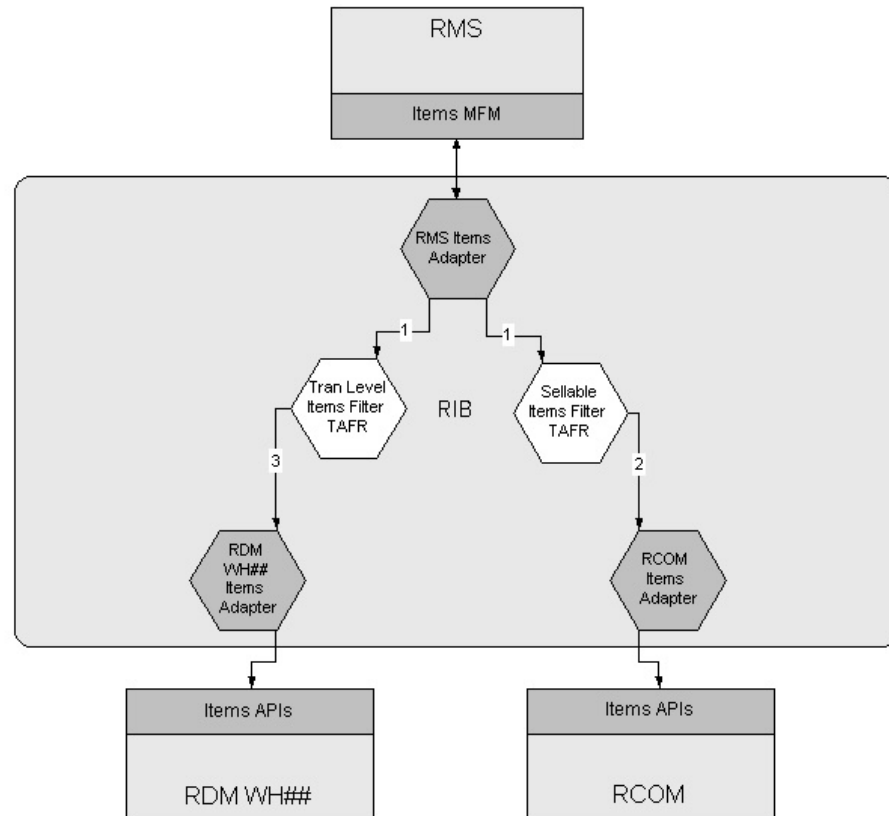 RMS
Items MFM
RMS Items
Adapter
1
1
Tran Level
Items Filter
TAFR
RIB
Sellable
Items Filter
TAFR
3
2
RDM
WH##
Items
Adapter
RCOM
Items
Adapter
Items APIs
Items APIs
RDM WH##
RCOM